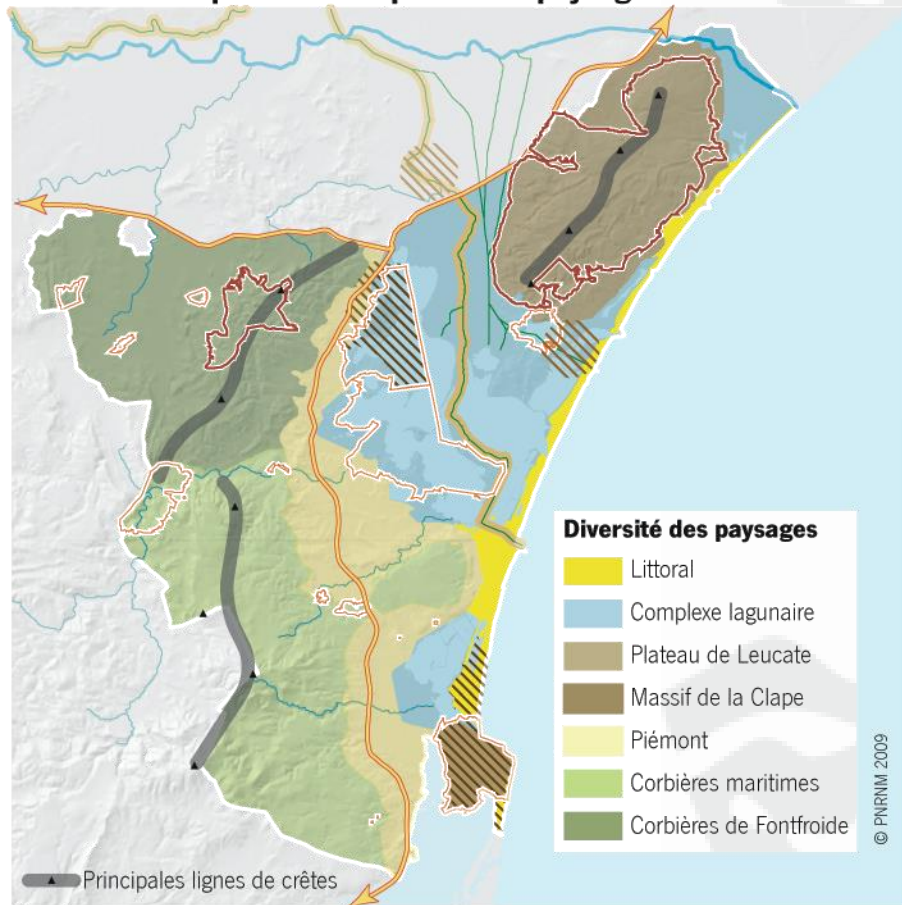 Diversité des paysages
Littoral
Complexe lagunaire
Plateau de Leucate
Massif de la Clape
Piémont
Corbières maritimes
Corbières de Fontfroide
© PNRNM 2009
Principales lignes de crêtes